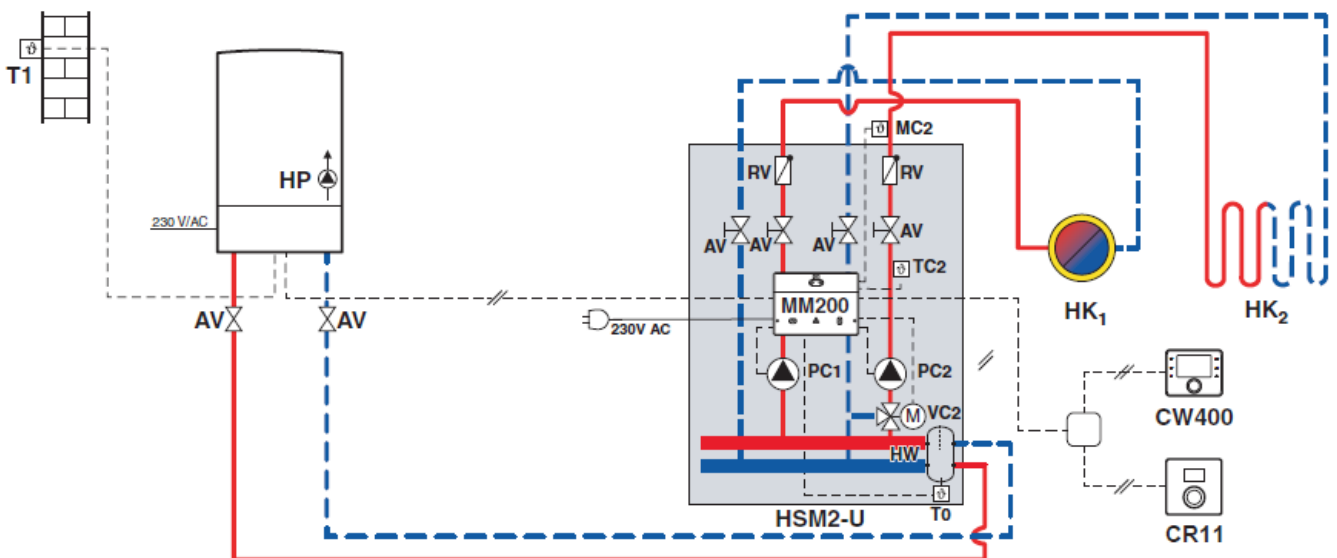 T1
HP
230 V/AC
AV
AV
MC2
RV
RV
AV
AV
AV
AV
TC2
MM200
230V AC
PC1
PC2
M
VC2
HW
T0
HSM2-U
HK1
HK2
CW400
CR11